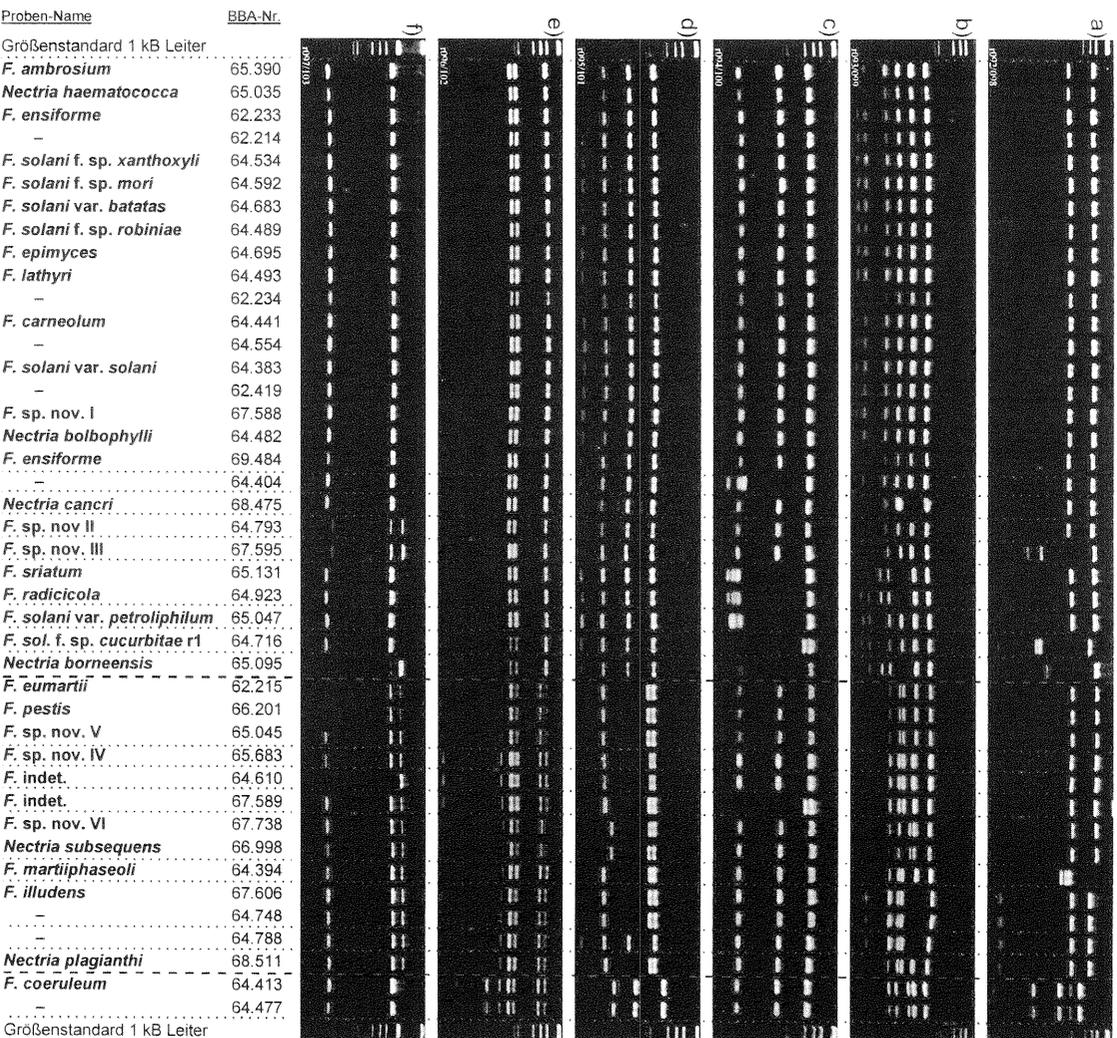 Proben-Name BBA-Nr. f) e) d) c) b) a)
Größenstandard 1 kB Leiter
F. ambrosium 65.390
Nectria haematococca 65.035
F. ensiforme 62.233
– 62.214
F. solani f. sp. xanthoxyli 64.534
F. solani f. sp. mori 64.592
F. solani var. batatas 64.683
F. solani f. sp. robiniae 64.489
F. epimyces 64.695
F. lathyri 64.493
– 62.234
F. carneolum 64.441
– 64.554
F. solani var. solani 64.383
– 62.419
F. sp. nov. I 67.588
Nectria bolbophylli 64.482
F. ensiforme 69.484
– 64.404
Nectria cancri 68.475
F. sp. nov II 64.793
F. sp. nov. III 67.595
F. sriatum 65.131
F. radicicola 64.923
F. solani var. petroliphilum 65.047
F. sol. f. sp. cucurbitae r1 64.716
Nectria borneensis 65.095
F. eumartii 62.215
F. pestis 66.201
F. sp. nov. V 65.045
F. sp. nov. IV 65.683
F. indet. 64.610
F. indet. 67.589
F. sp. nov. VI 67.738
Nectria subsequens 66.998
F. martiiphaseoli 64.394
F. illudens 67.606
– 64.748
– 64.788
Nectria plagianthi 68.511
F. coeruleum 64.413
– 64.477
Größenstandard 1 kB Leiter